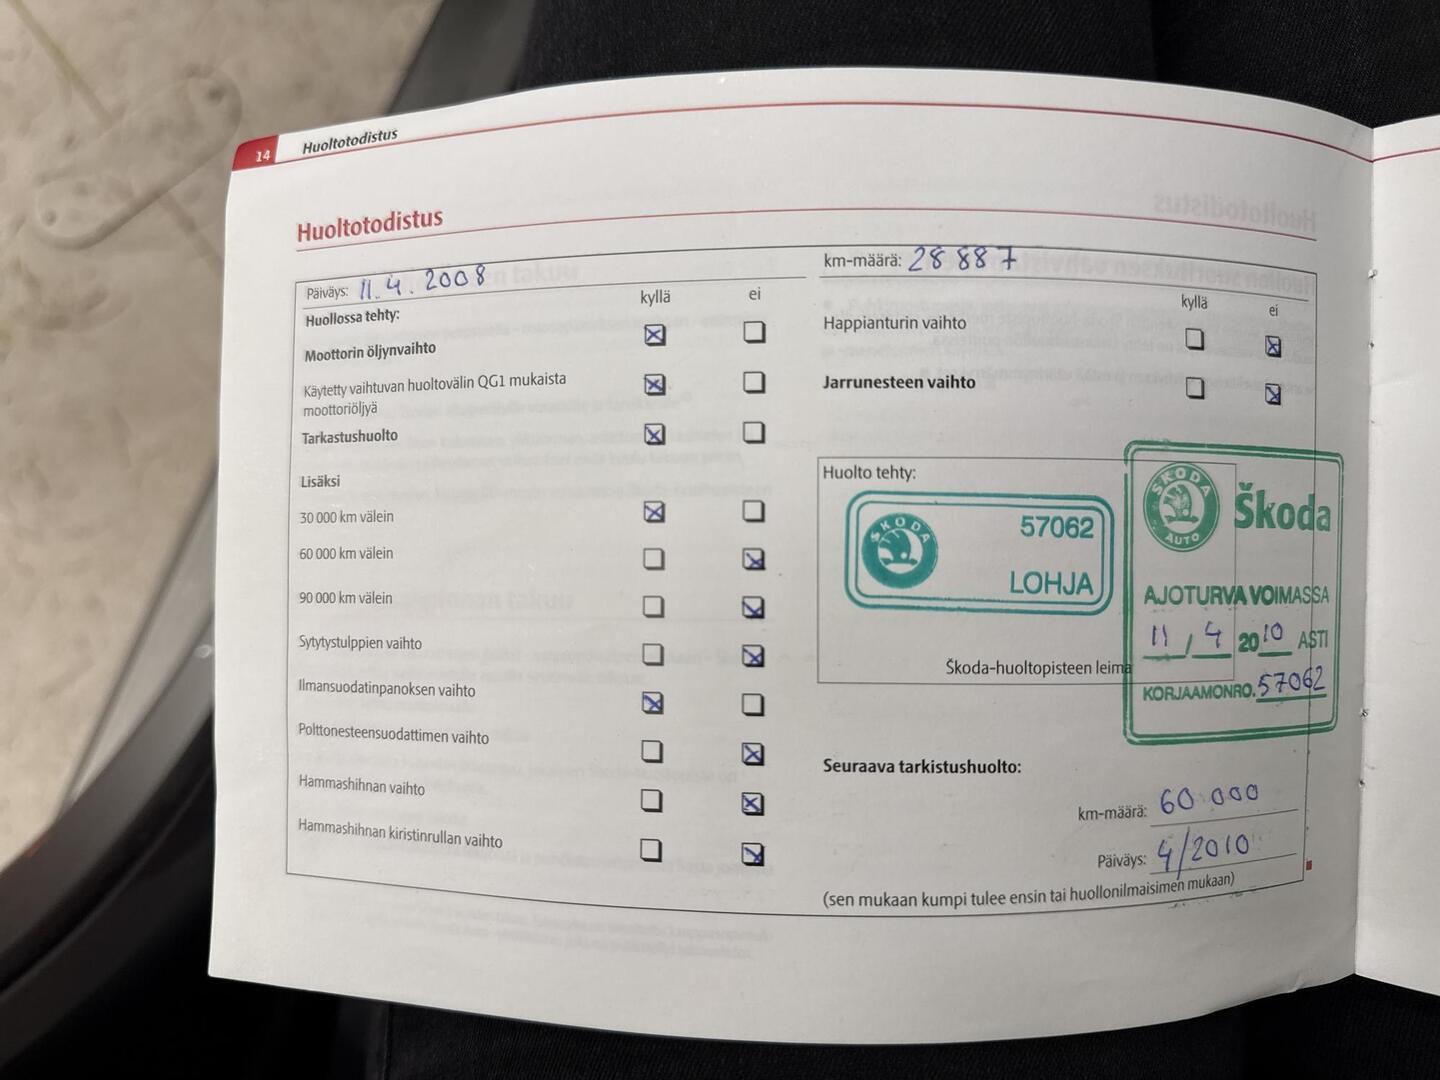 14 Huoltotodistus
Huoltotodistus
Päiväys: 11.4.2008
Huollossa tehty: kyllä ei
Moottorin öljynvaihto
Käytetty vaihtuvan huoltovälin QG1 mukaista
moottoriöljyä
Tarkastushuolto
Lisäksi
30 000 km välein
60 000 km välein
90 000 km välein
Sytytystulppien vaihto
Ilmansuodatinpanoksen vaihto
Polttonesteensuodattimen vaihto
Hammashihnan vaihto
Hammashihnan kiristinrullan vaihto
km-määrä: 28 887
kyllä ei
Happianturin vaihto
Jarrunesteen vaihto
Huolto tehty:
SKODA
57062
LOHJA
Škoda-huoltopisteen leima
ŠKODA
AUTO
Škoda
AJOTURVA VOIMASSA
11 / 4 2010 ASTI
KORJAAMONRO. 57062
Seuraava tarkistushuolto:
km-määrä: 60 000
Päiväys: 4/2010
(sen mukaan kumpi tulee ensin tai huollonilmaisimen mukaan)